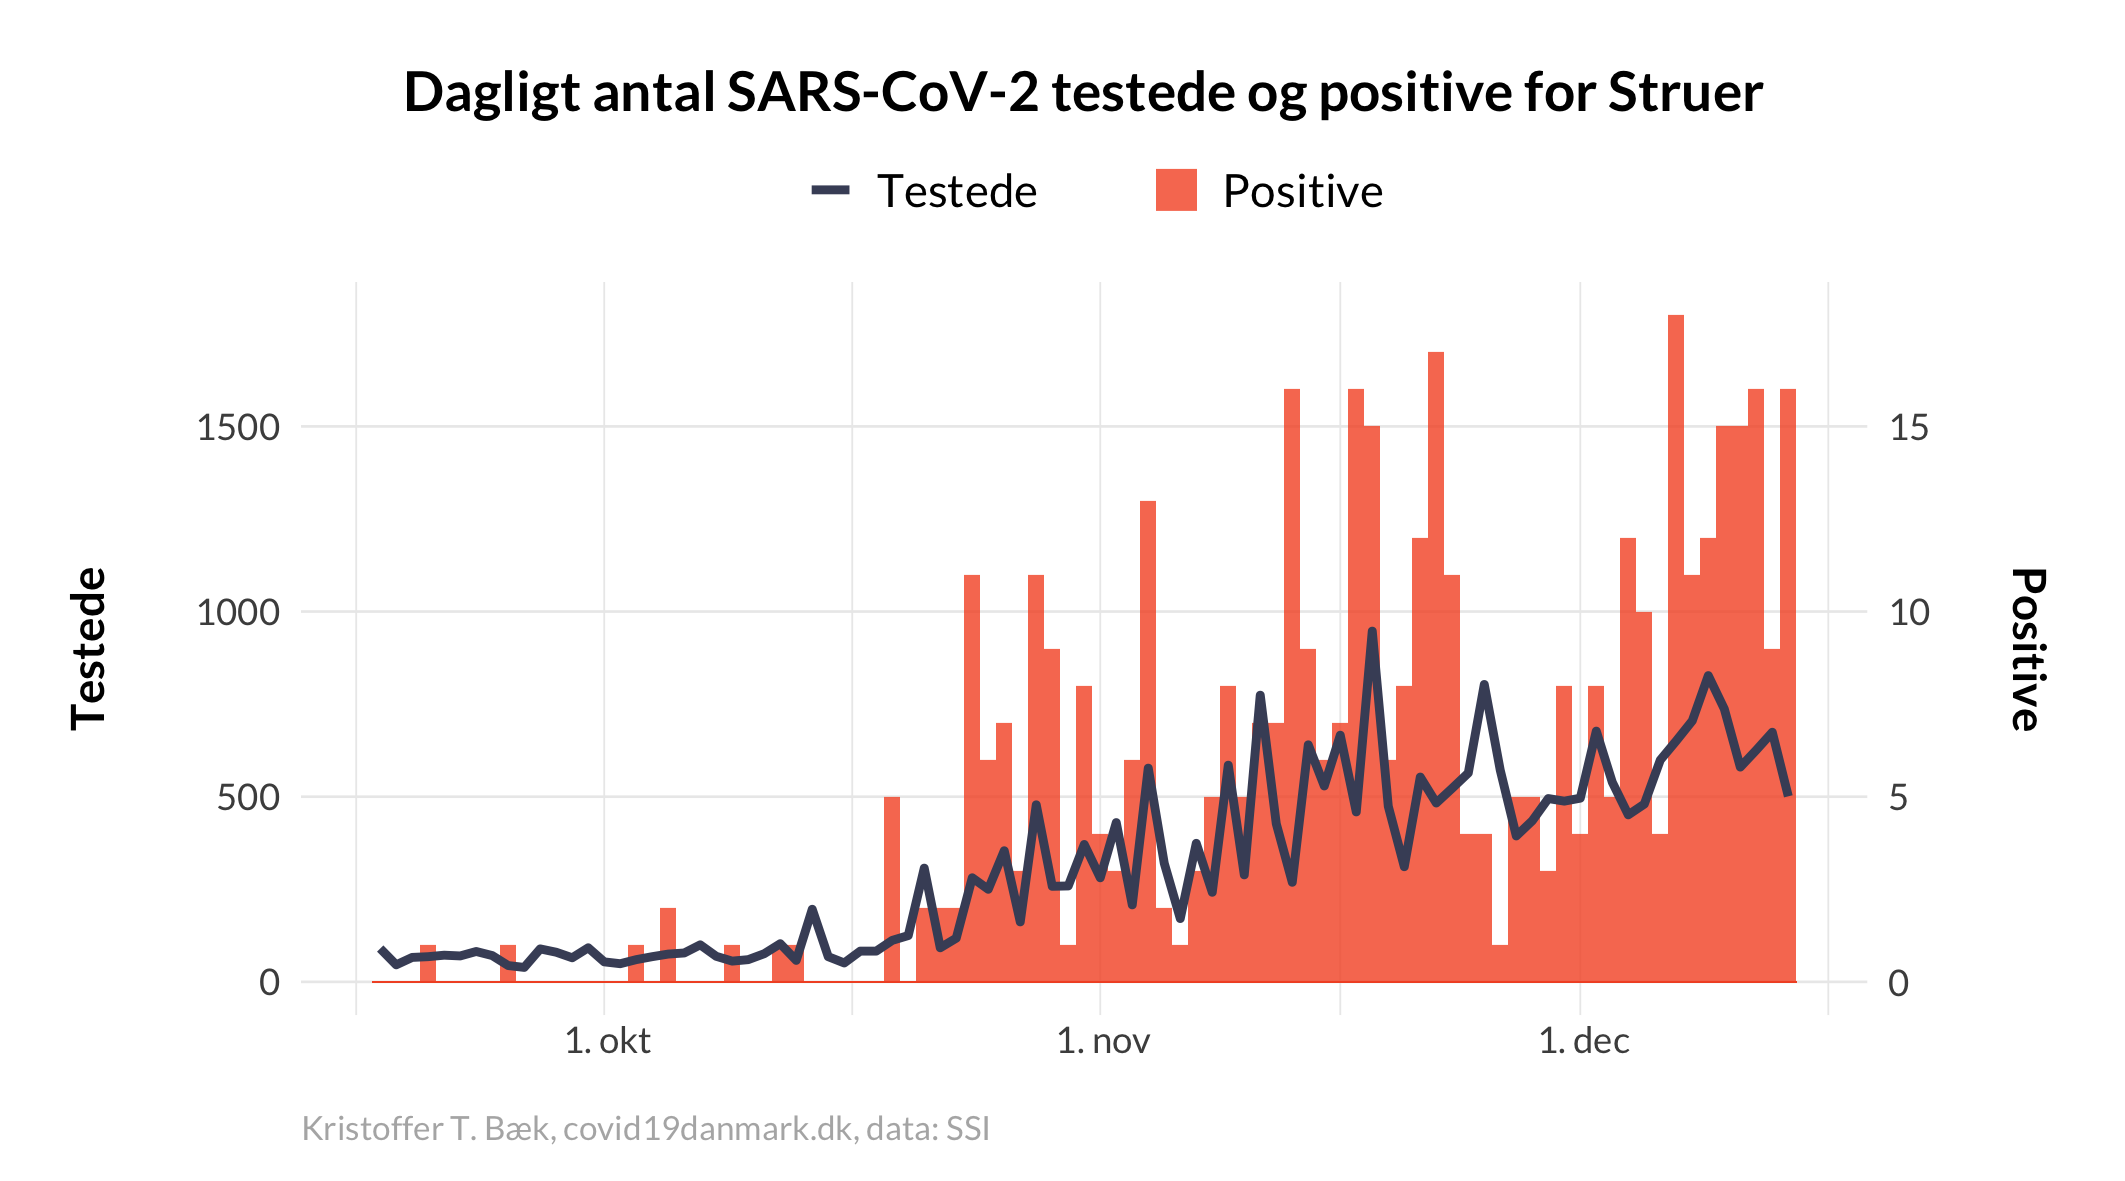 Dagligt antal SARS-CoV-2 testede og positive for Struer
Testede
Positive
1500
1000
500
0
15
10
5
0
Testede
Positive
1. okt
1. nov
1. dec
Kristoffer T. Bæk, covid19danmark.dk, data: SSI